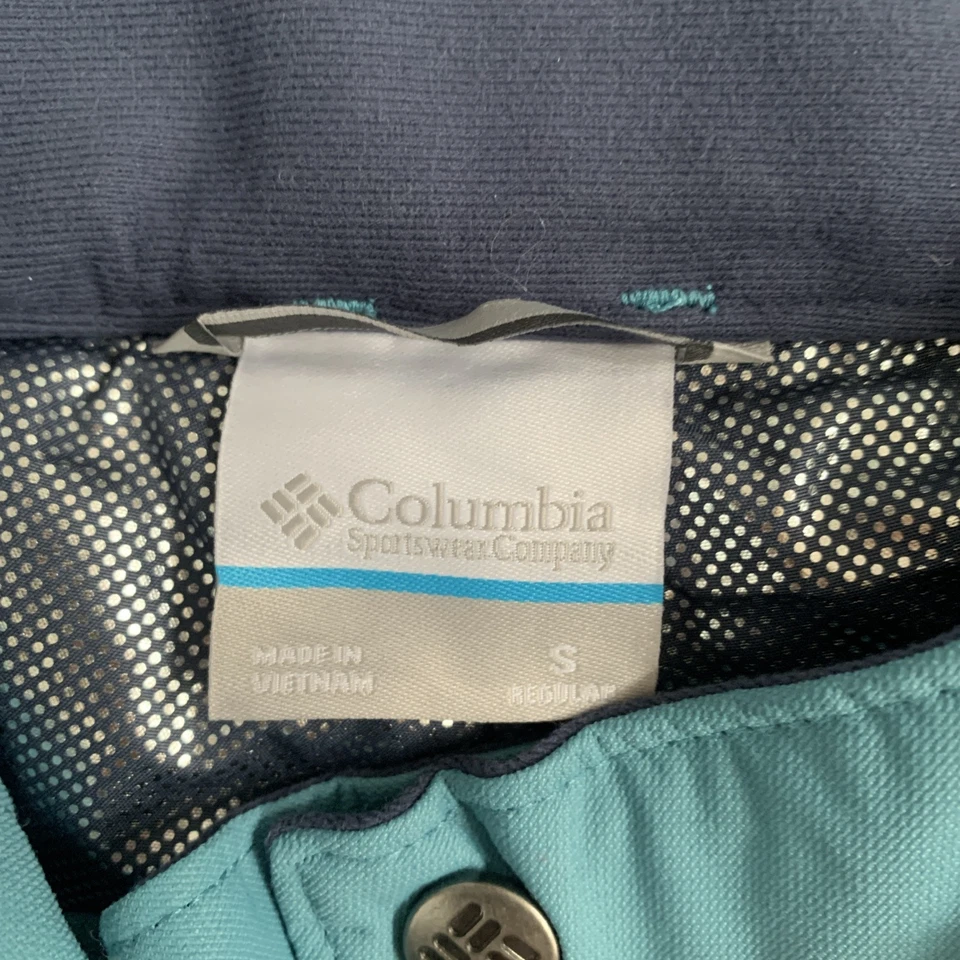 Columbia
Sportswear Company
MADE IN
VIETNAM
S
REGULAR